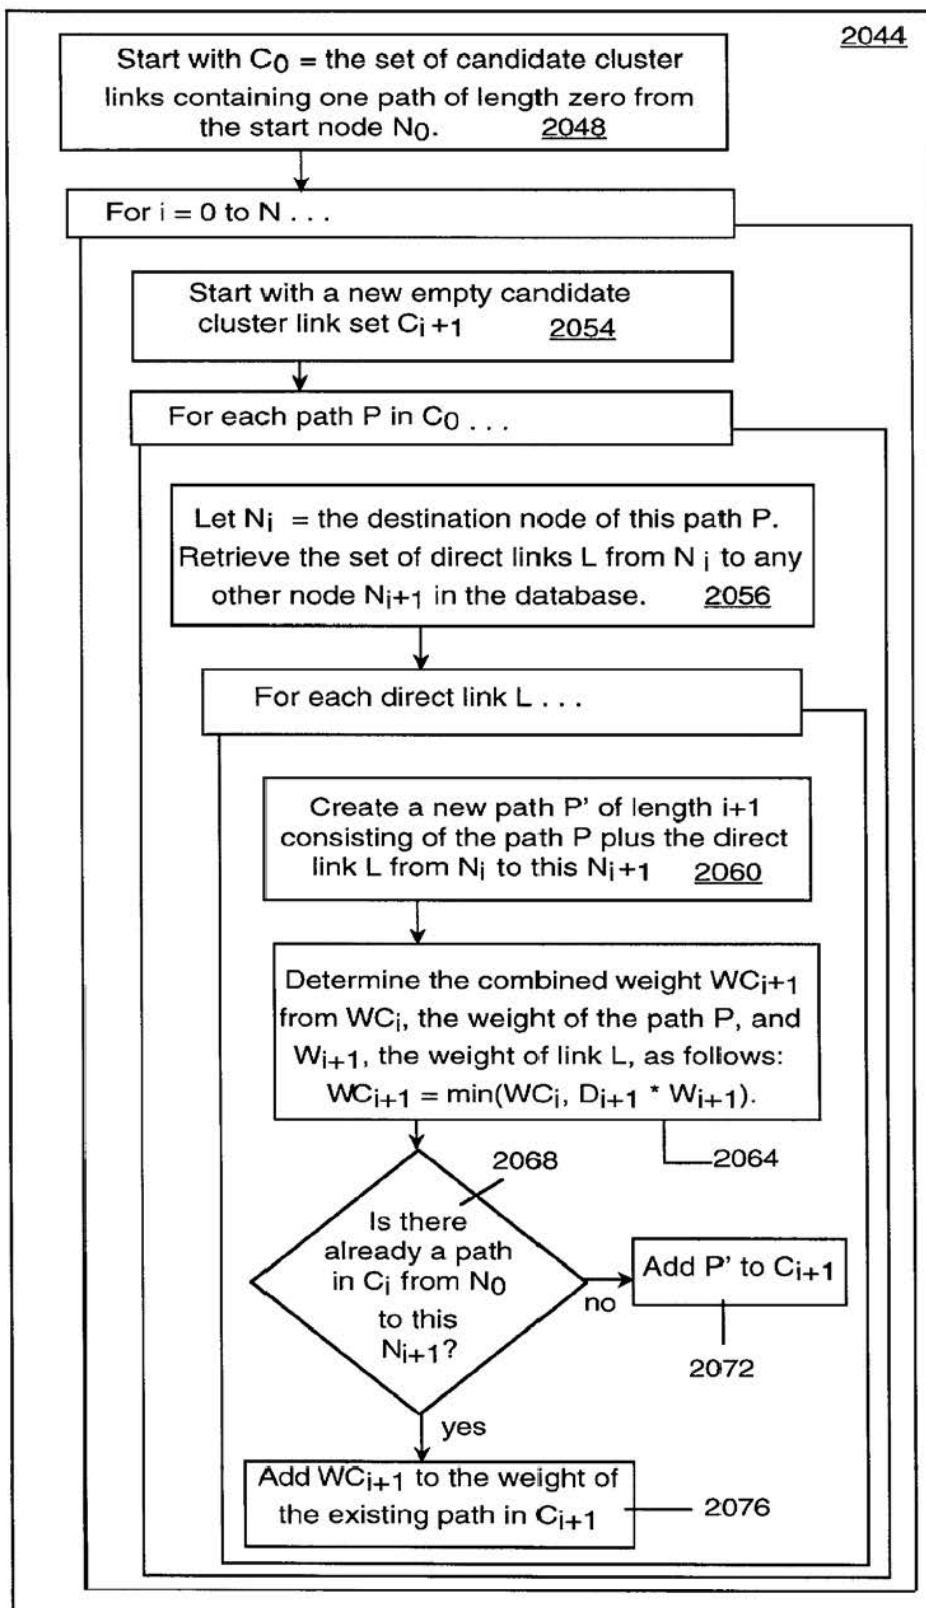 2044
Start with C0 = the set of candidate cluster
links containing one path of length zero from
the start node N0. 2048
For i = 0 to N . . .
Start with a new empty candidate
cluster link set Ci+1 2054
For each path P in C0 . . .
Let Ni = the destination node of this path P.
Retrieve the set of direct links L from N i to any
other node Ni+1 in the database. 2056
For each direct link L . . .
Create a new path P' of length i+1
consisting of the path P plus the direct
link L from Ni to this Ni+1 2060
Determine the combined weight WCi+1
from WCi, the weight of the path P, and
Wi+1, the weight of link L, as follows:
WCi+1 = min(WCi, Di+1 * Wi+1).
2064
2068
Is there
already a path
in Ci from N0
to this
Ni+1?
no
Add P' to Ci+1
2072
yes
Add WCi+1 to the weight of
the existing path in Ci+1
2076